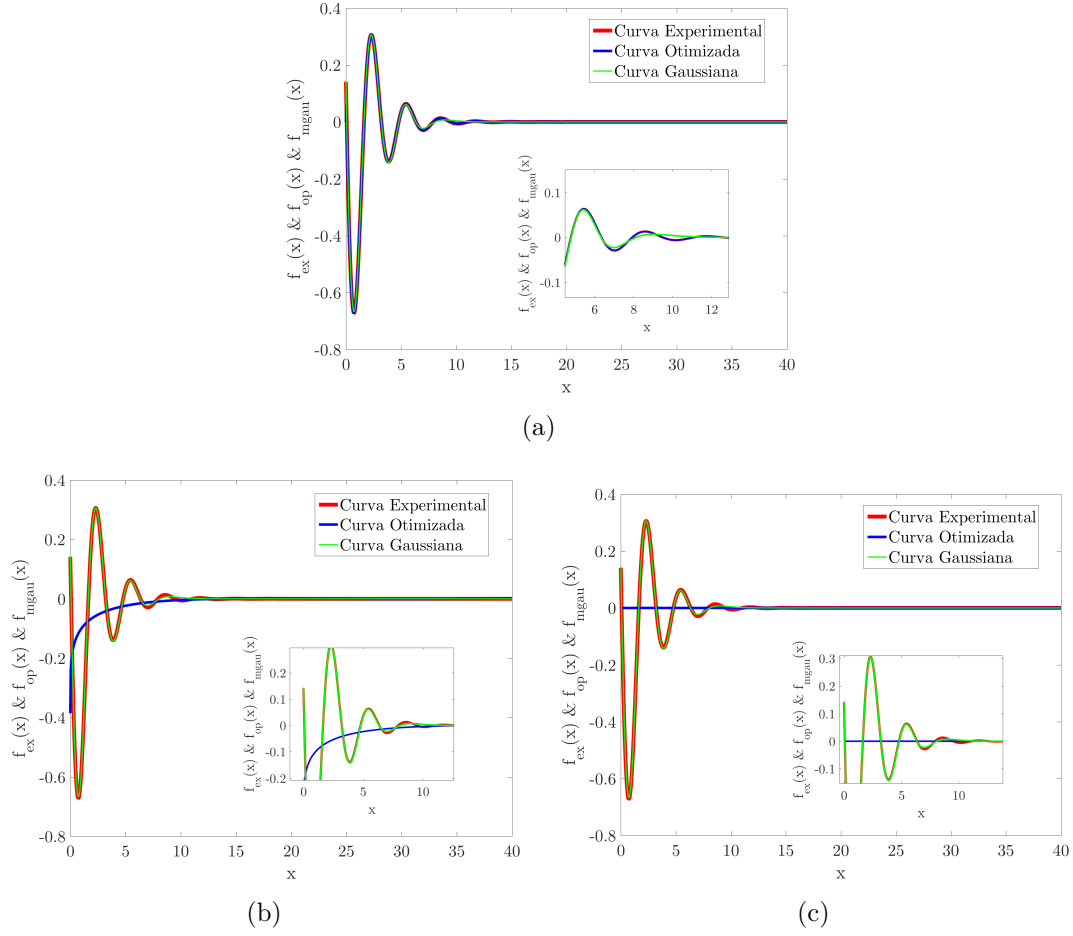 0.4
0.2
0
-0.2
-0.4
-0.6
-0.8
f_ex(x) & f_op(x) & f_mgau(x)
Curva Experimental
Curva Otimizada
Curva Gaussiana
0.1
0
-0.1
f_ex(x) & f_op(x) & f_mgau(x)
6 8 10 12
x
0 5 10 15 20 25 30 35 40
x
(a)
0.4
0.2
0
-0.2
-0.4
-0.6
-0.8
f_ex(x) & f_op(x) & f_mgau(x)
Curva Experimental
Curva Otimizada
Curva Gaussiana
0.2
0.1
0
-0.1
-0.2
f_ex(x) & f_op(x) & f_mgau(x)
0 5 10
x
0 5 10 15 20 25 30 35 40
x
(b)
0.4
0.2
0
-0.2
-0.4
-0.6
-0.8
f_ex(x) & f_op(x) & f_mgau(x)
Curva Experimental
Curva Otimizada
Curva Gaussiana
0.3
0.2
0.1
0
-0.1
f_ex(x) & f_op(x) & f_mgau(x)
0 5 10
x
0 5 10 15 20 25 30 35 40
x
(c)